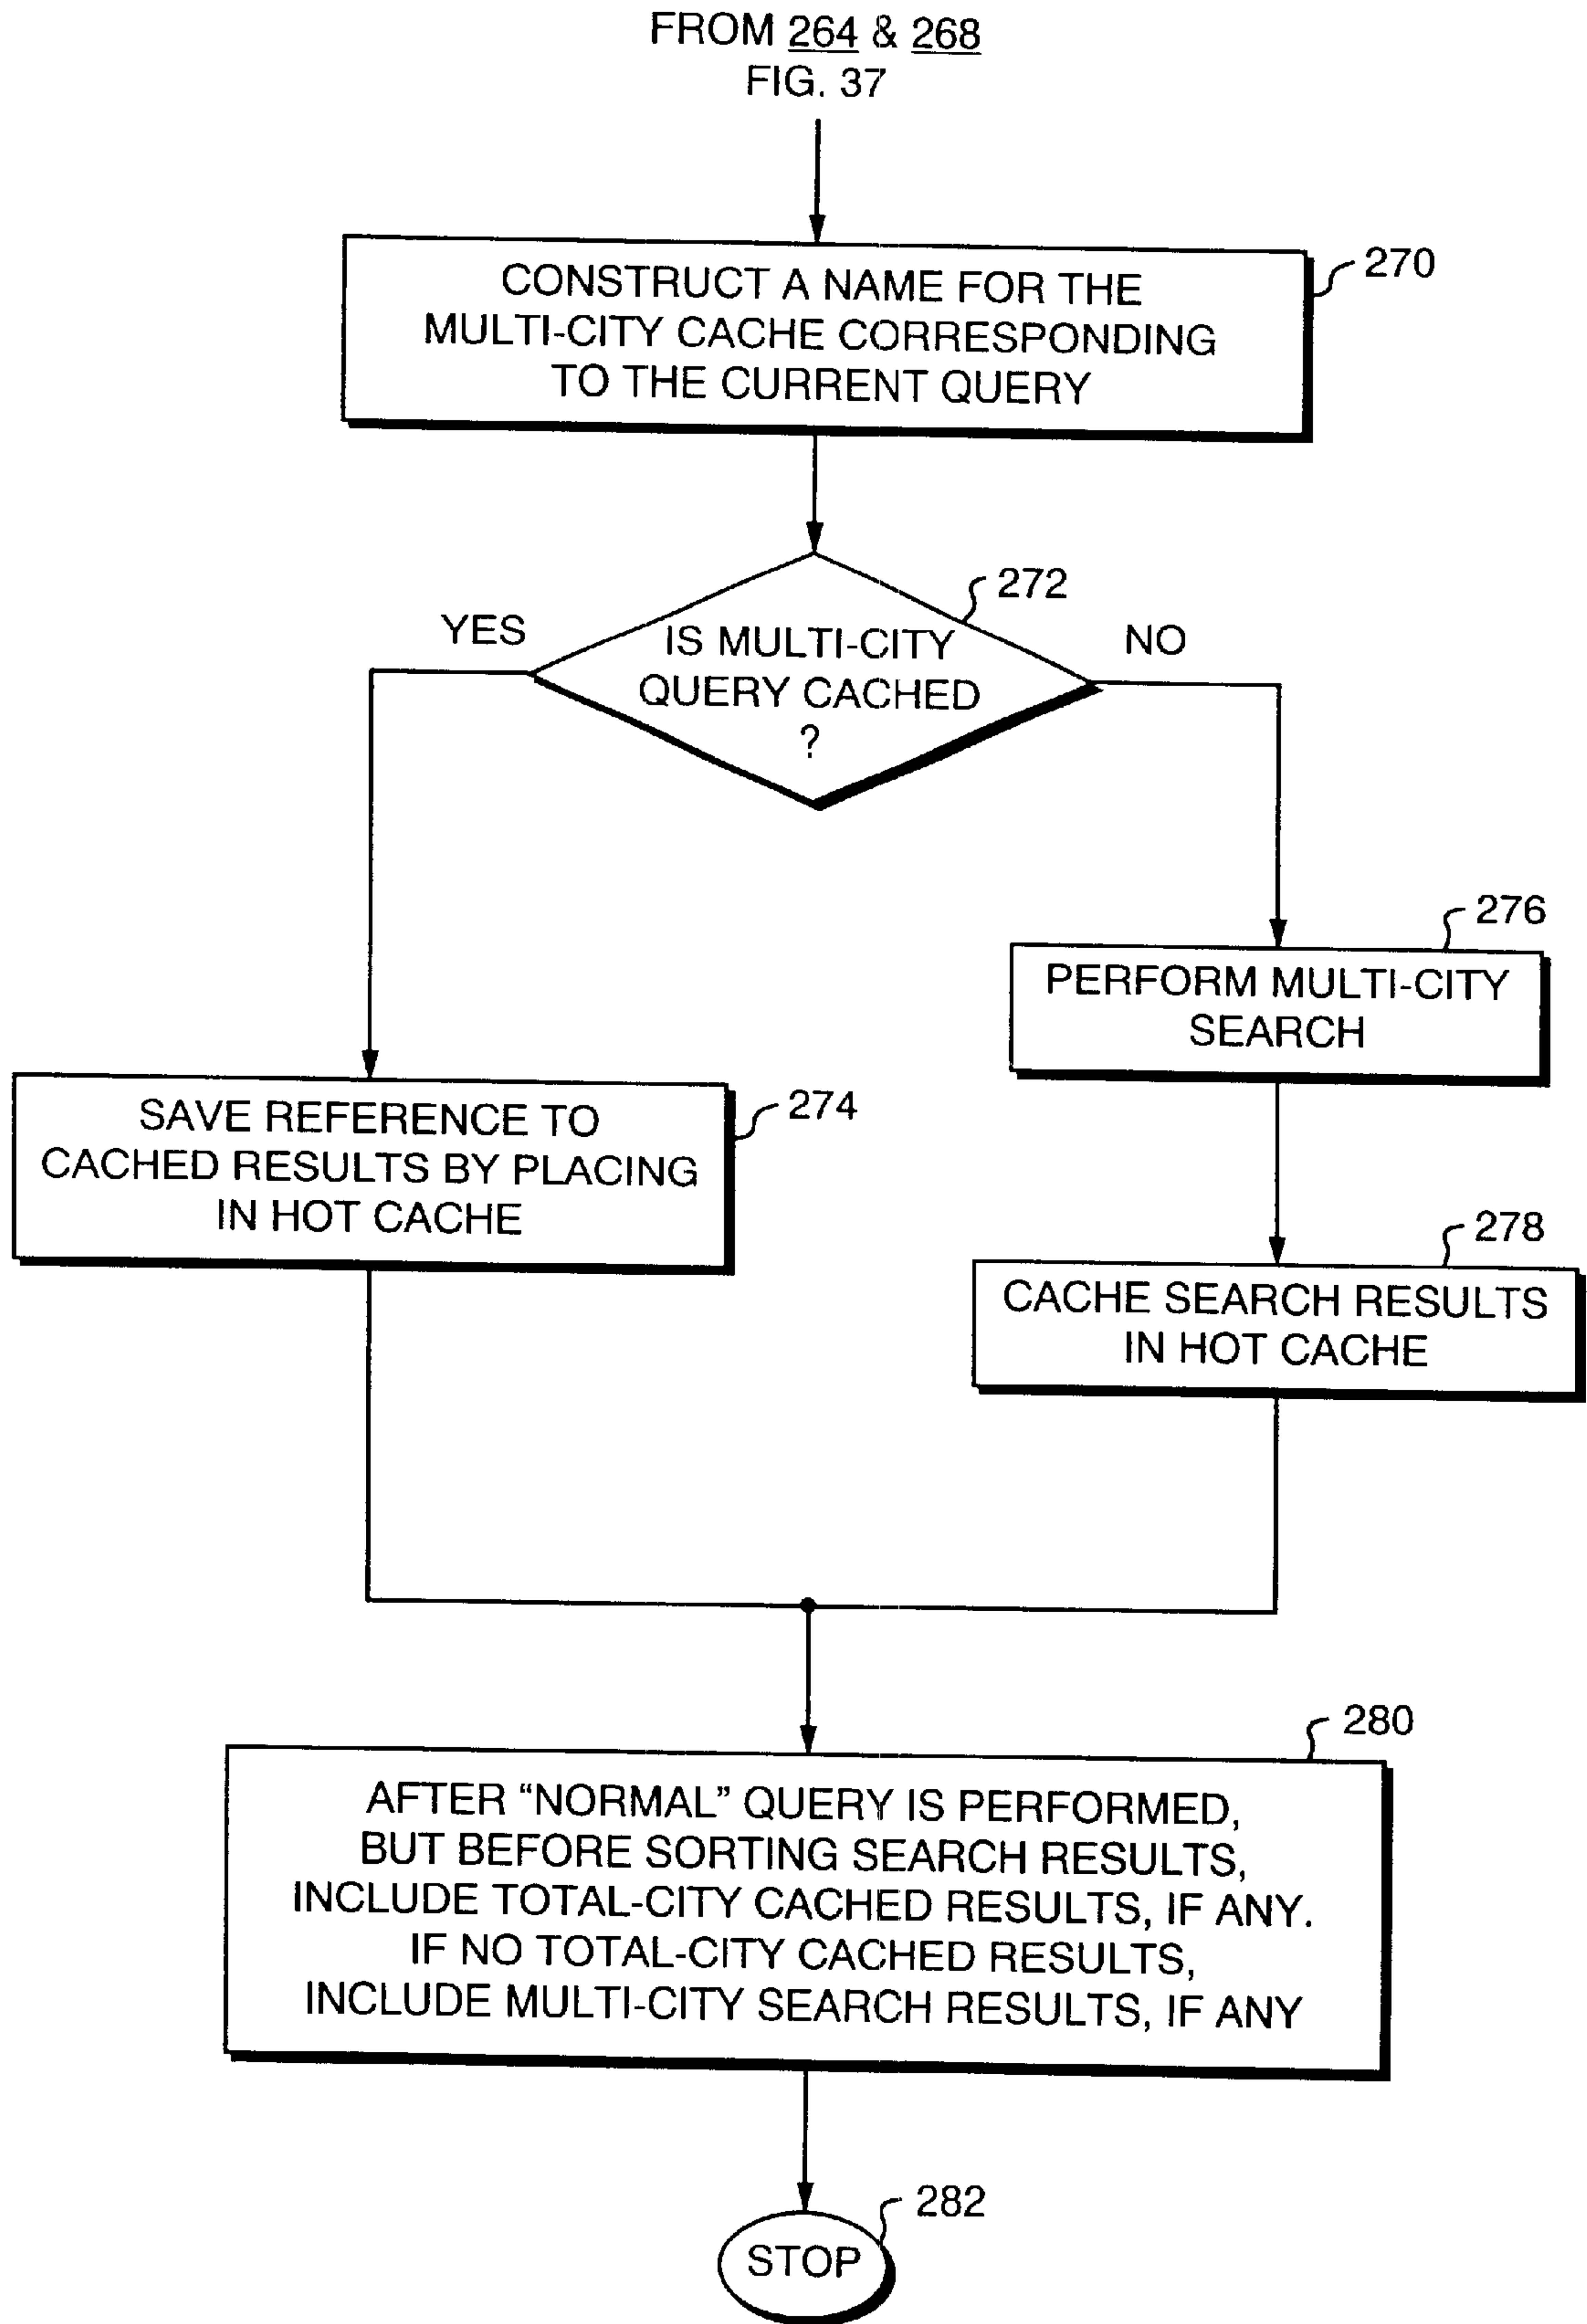 FROM 264 & 268
FIG. 37
270
CONSTRUCT A NAME FOR THE
MULTI-CITY CACHE CORRESPONDING
TO THE CURRENT QUERY
272
YES
NO
IS MULTI-CITY
QUERY CACHED
?
276
PERFORM MULTI-CITY
SEARCH
274
SAVE REFERENCE TO
CACHED RESULTS BY PLACING
IN HOT CACHE
278
CACHE SEARCH RESULTS
IN HOT CACHE
280
AFTER “NORMAL” QUERY IS PERFORMED,
BUT BEFORE SORTING SEARCH RESULTS,
INCLUDE TOTAL-CITY CACHED RESULTS, IF ANY.
IF NO TOTAL-CITY CACHED RESULTS,
INCLUDE MULTI-CITY SEARCH RESULTS, IF ANY
282
STOP